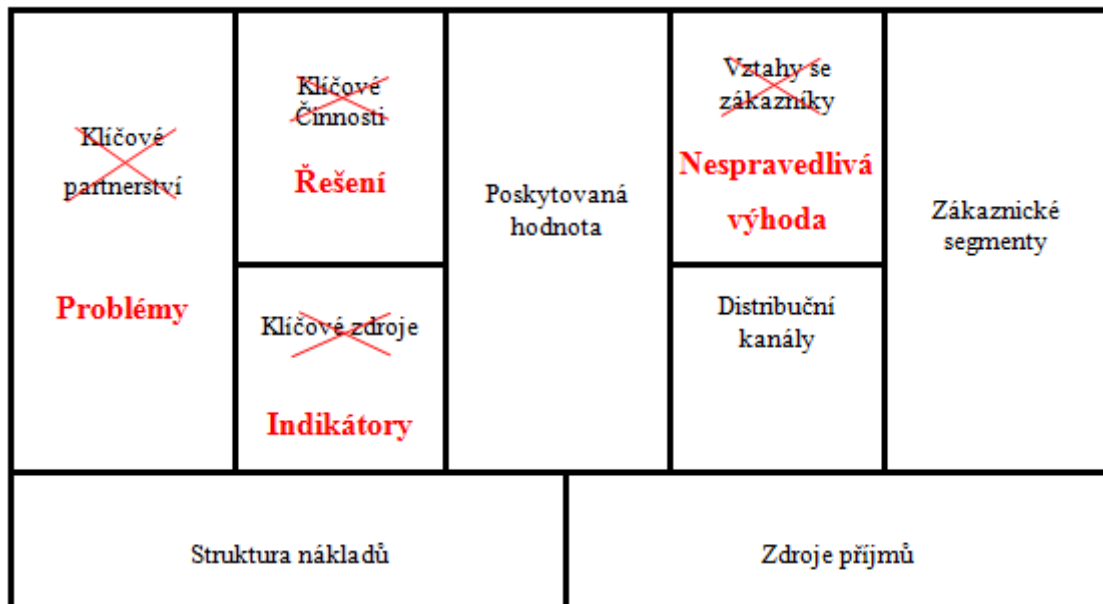 Klíčové
partnerství
Problémy
Klíčové
Činnosti
Řešení
Klíčové zdroje
Indikátory
Poskytovaná
hodnota
Vztahy se
zákazníky
Nespravedlivá
výhoda
Distribuční
kanály
Zákaznické
segmenty
Struktura nákladů
Zdroje příjmů